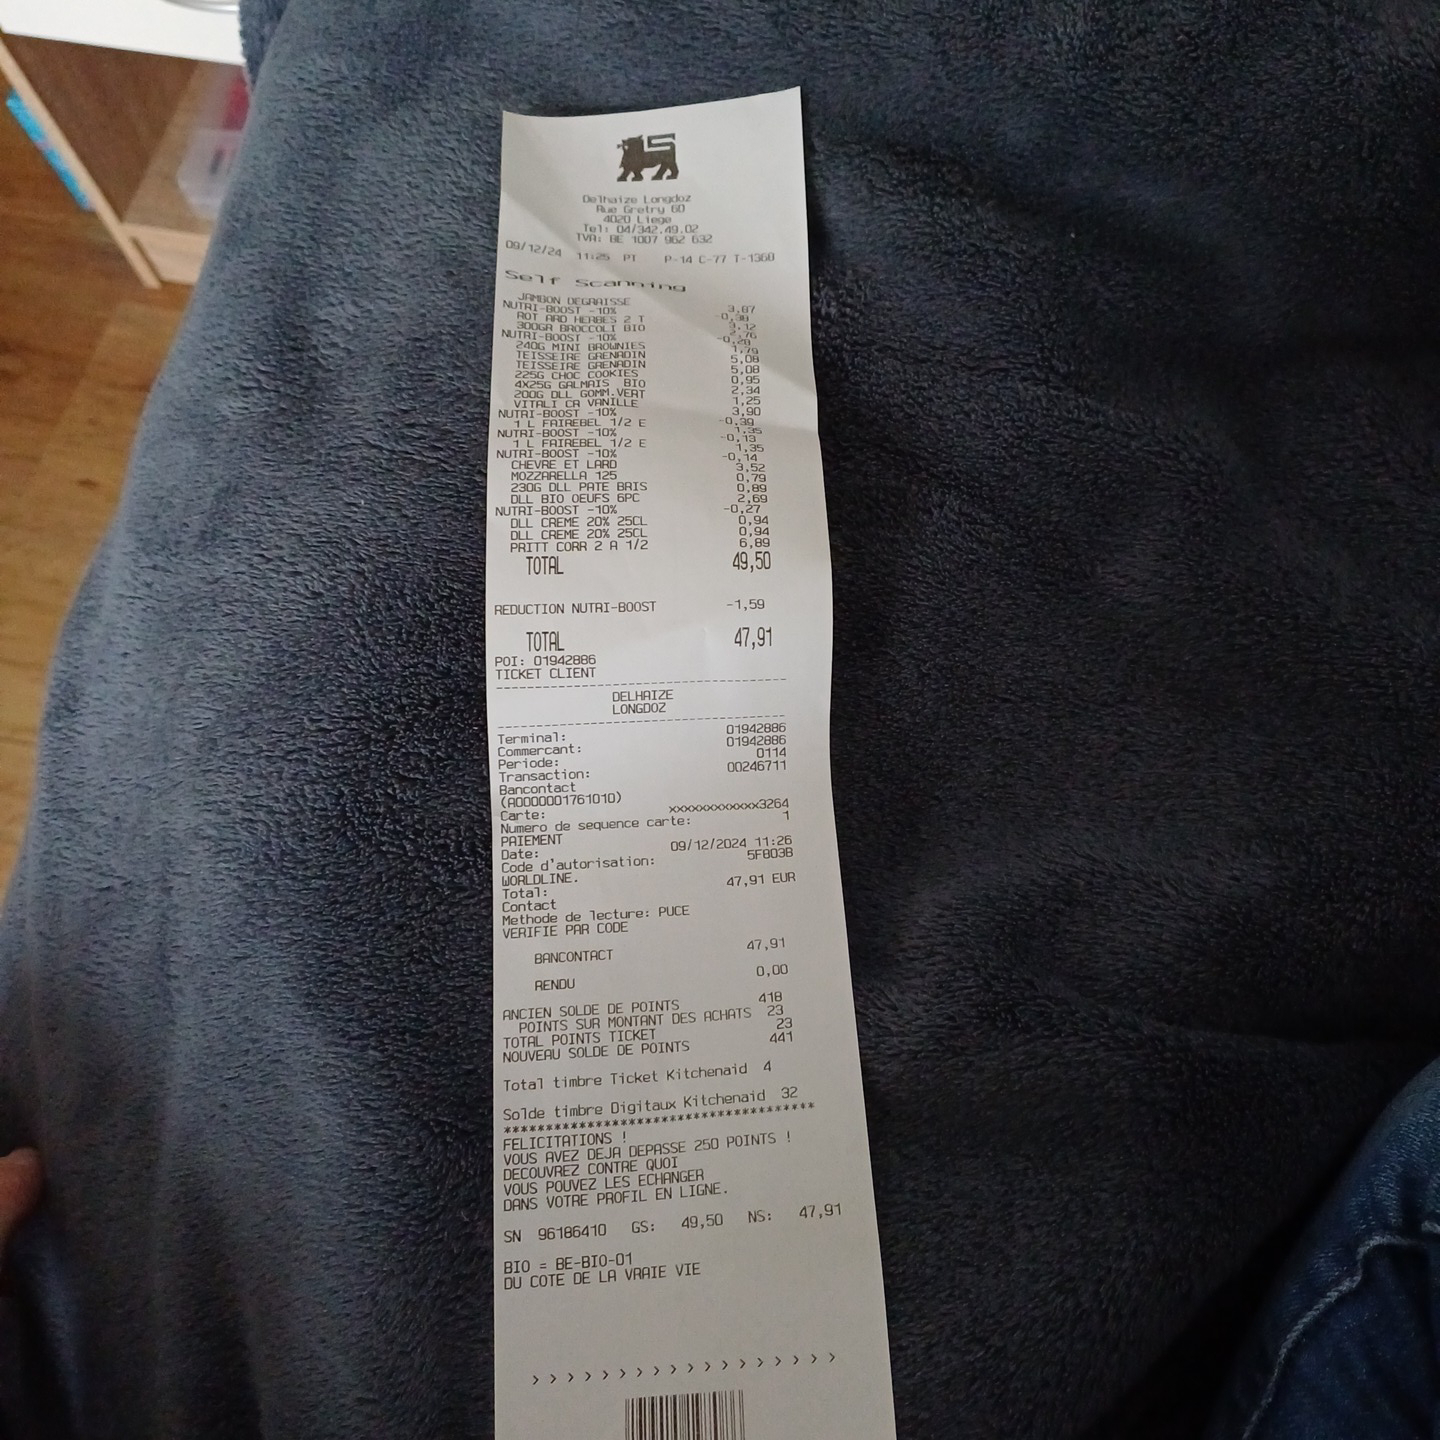 Delhaize Longdoz
Rue Gretry 60
4020 Liege
Tel: 04/342.49.02
TVA: BE 1007 962 632
09/12/24 11:25 PI P-14 C-77 T-1360
Self Scanning
JAMBON DEGRAISSE 3,87
NUTRI-BOOST -10% -0,38
ROT ARD HERBES 2 T 3,12
300GR BROCCOLI BIO 2,76
NUTRI-BOOST -10% -0,28
240G MINI BROWNIES 1,79
TEISSEIRE GRENADIN 5,08
TEISSEIRE GRENADIN 5,08
225G CHOC COOKIES 0,95
4X25G GALMAIS BIO 2,34
200G DLL GOMM.VERT 1,25
VITALI CR VANILLE 3,90
NUTRI-BOOST -10% -0,39
1 L FAIREBEL 1/2 E 1,35
NUTRI-BOOST -10% -0,13
1 L FAIREBEL 1/2 E 1,35
NUTRI-BOOST -10% -0,14
CHEVRE ET LARD 3,52
MOZZARELLA 125 0,79
230G DLL PATE BRIS 0,89
DLL BIO OEUFS 6PC 2,69
NUTRI-BOOST -10% -0,27
DLL CREME 20% 25CL 0,94
DLL CREME 20% 25CL 0,94
PRITT CORR 2 A 1/2 6,89
TOTAL 49,50
REDUCTION NUTRI-BOOST -1,59
TOTAL 47,91
POI: 01942886
TICKET CLIENT
DELHAIZE
LONGDOZ
Terminal: 01942886
Commercant: 01942886
Periode: 0114
Transaction: 00246711
Bancontact
(A0000001761010)
Carte: xxxxxxxxxxxxx3264
Numero de sequence carte: 1
PAIEMENT
Date: 09/12/2024 11:26
Code d'autorisation: 5F803B
WORLDLINE.
Total: 47,91 EUR
Contact
Methode de lecture: PUCE
VERIFIE PAR CODE
BANCONTACT 47,91
RENDU 0,00
ANCIEN SOLDE DE POINTS 418
POINTS SUR MONTANT DES ACHATS 23
TOTAL POINTS TICKET 23
NOUVEAU SOLDE DE POINTS 441
Total timbre Ticket Kitchenaid 4
Solde timbre Digitaux Kitchenaid 32
*************************************
FELICITATIONS !
VOUS AVEZ DEJA DEPASSE 250 POINTS !
DECOUVREZ CONTRE QUOI
VOUS POUVEZ LES ECHANGER
DANS VOTRE PROFIL EN LIGNE.
SN 96186410 GS: 49,50 NS: 47,91
BIO = BE-BIO-01
DU COTE DE LA VRAIE VIE
> > > > > > > > > > > > > > > > > >